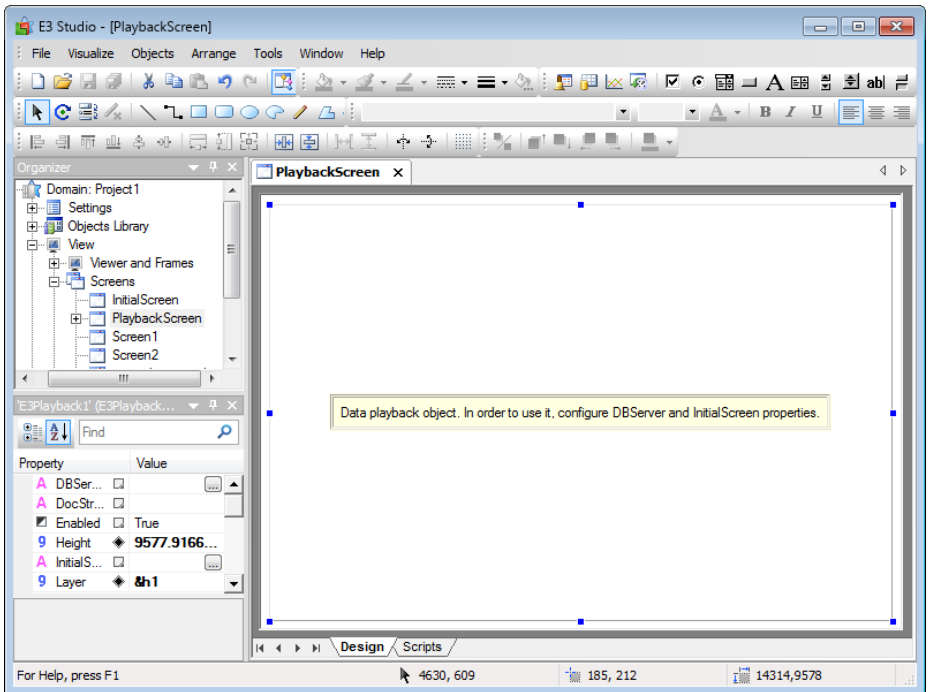 E3 Studio - [PlaybackScreen]
File Visualize Objects Arrange Tools Window Help
A ab|
A B I U
Organizer
PlaybackScreen x
Domain: Project1
Settings
Objects Library
View
Viewer and Frames
Screens
InitialScreen
PlaybackScreen
Screen1
Screen2
'E3Playback1' (E3Playback...
Data playback object. In order to use it, configure DBServer and InitialScreen properties.
A Z Find
Property Value
A DBSer... ...
A DocStr...
Enabled True
9 Height 9577.9166...
A InitialS... ...
9 Layer &h1
Design Scripts
For Help, press F1 4630, 609 185, 212 14314,9578